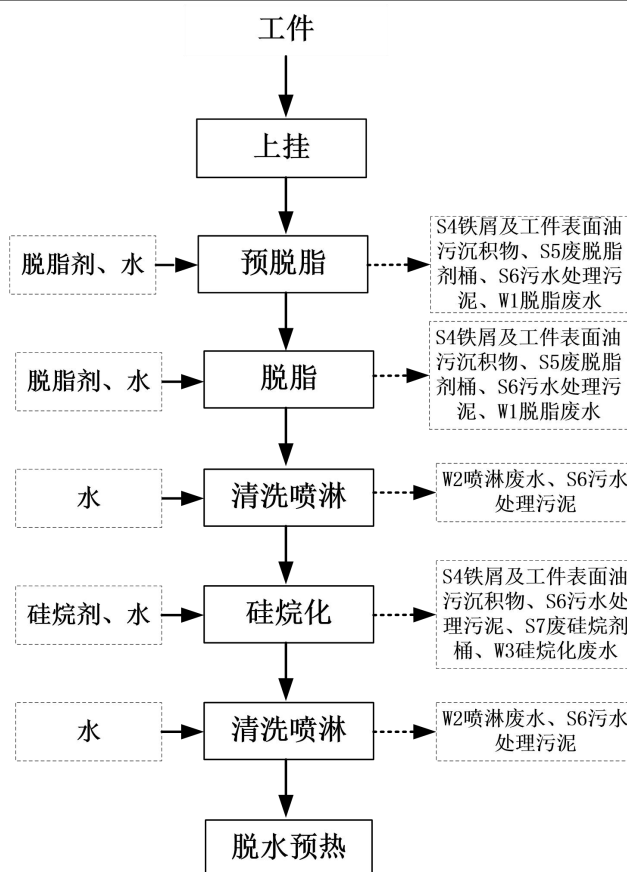 工件
上挂
脱脂剂、水
预脱脂
S4铁屑及工件表面油
污沉积物、S5废脱脂
剂桶、S6污水处理污
泥、W1脱脂废水
脱脂剂、水
脱脂
S4铁屑及工件表面油
污沉积物、S5废脱脂
剂桶、S6污水处理污
泥、W1脱脂废水
水
清洗喷淋
W2喷淋废水、S6污水
处理污泥
硅烷剂、水
硅烷化
S4铁屑及工件表面油
污沉积物、S6污水处
理污泥、S7废硅烷剂
桶、W3硅烷化废水
水
清洗喷淋
W2喷淋废水、S6污水
处理污泥
脱水预热